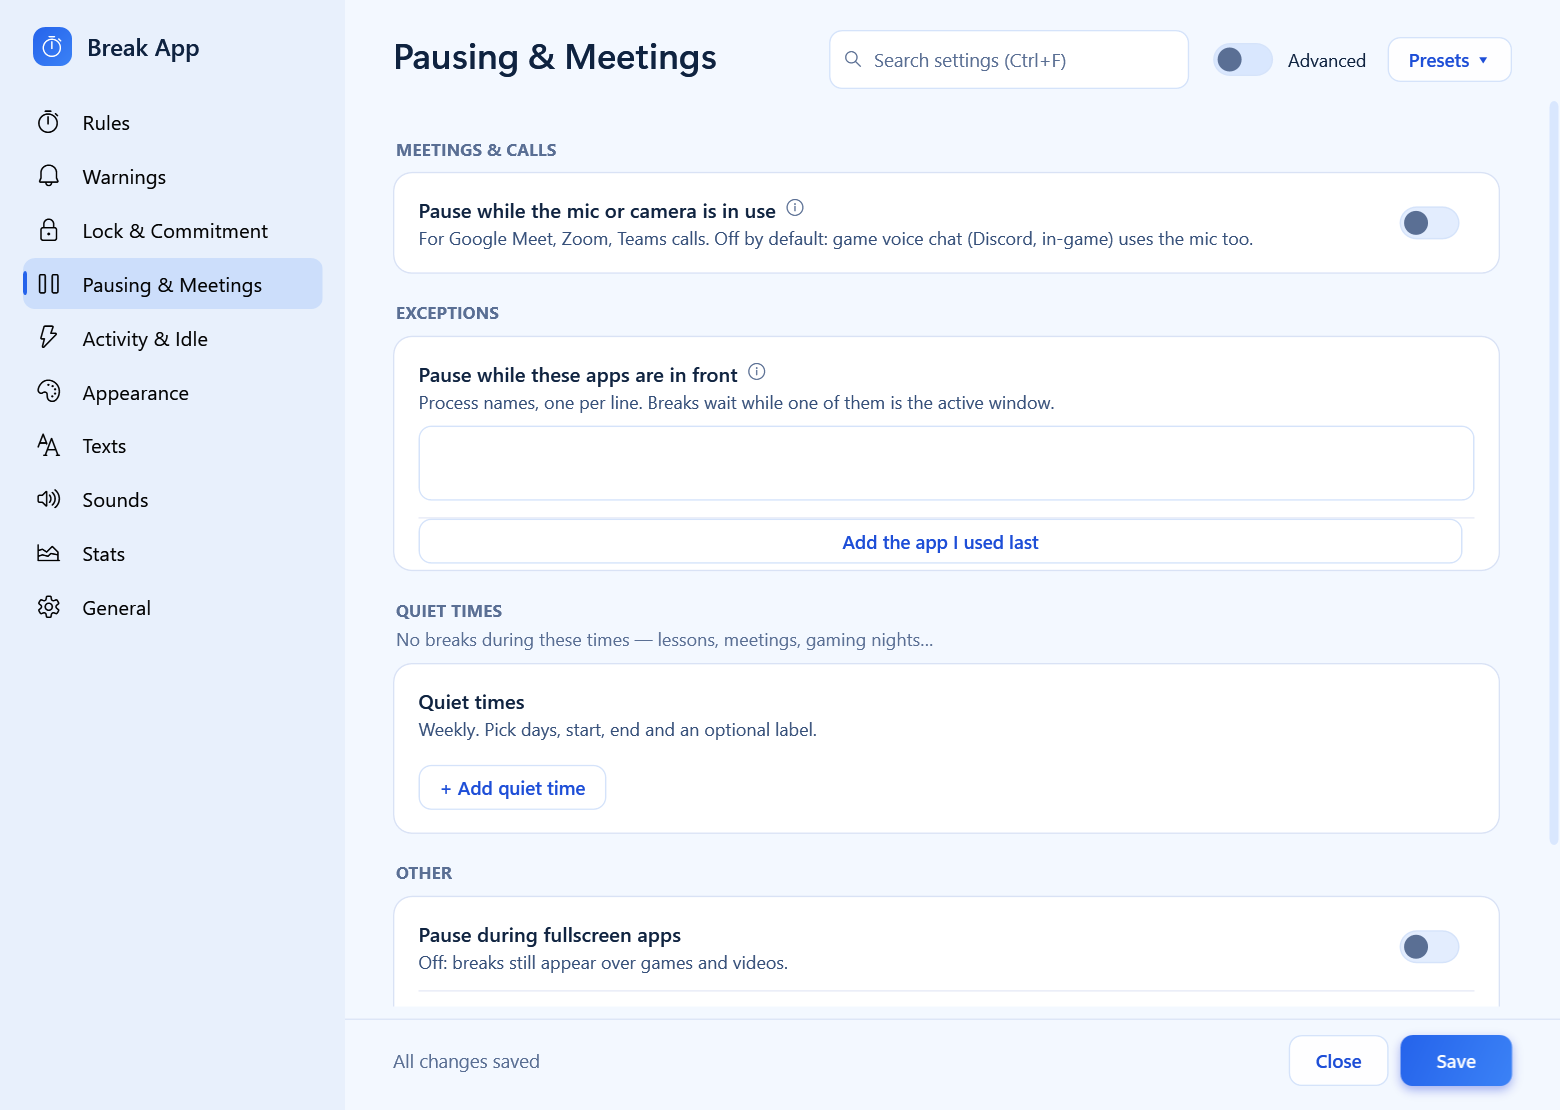 Break App
Rules
Warnings
Lock & Commitment
Pausing & Meetings
Activity & Idle
Appearance
Texts
Sounds
Stats
General
Pausing & Meetings
Search settings (Ctrl+F)
Advanced
Presets ▼
MEETINGS & CALLS
Pause while the mic or camera is in use
For Google Meet, Zoom, Teams calls. Off by default: game voice chat (Discord, in-game) uses the mic too.
EXCEPTIONS
Pause while these apps are in front
Process names, one per line. Breaks wait while one of them is the active window.
Add the app I used last
QUIET TIMES
No breaks during these times — lessons, meetings, gaming nights...
Quiet times
Weekly. Pick days, start, end and an optional label.
+ Add quiet time
OTHER
Pause during fullscreen apps
Off: breaks still appear over games and videos.
All changes saved
Close
Save